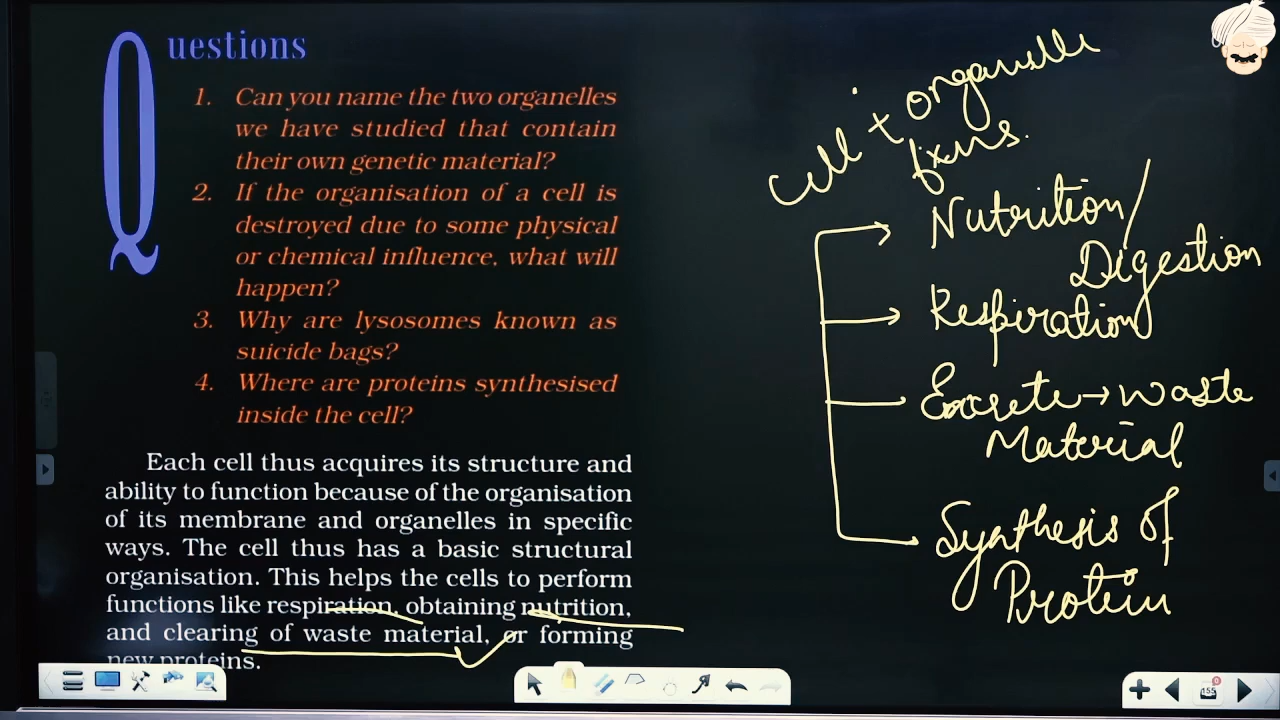 Questions
1. Can you name the two organelles
we have studied that contain
their own genetic material?
2. If the organisation of a cell is
destroyed due to some physical
or chemical influence, what will
happen?
3. Why are lysosomes known as
suicide bags?
4. Where are proteins synthesised
inside the cell?
Each cell thus acquires its structure and
ability to function because of the organisation
of its membrane and organelles in specific
ways. The cell thus has a basic structural
organisation. This helps the cells to perform
functions like respiration, obtaining nutrition,
and clearing of waste material, or forming
new proteins.
Cell + organelle
fxns.
Nutrition/
Digestion
Respiration
Excrete → waste
Material
Synthesis of
Protein
155